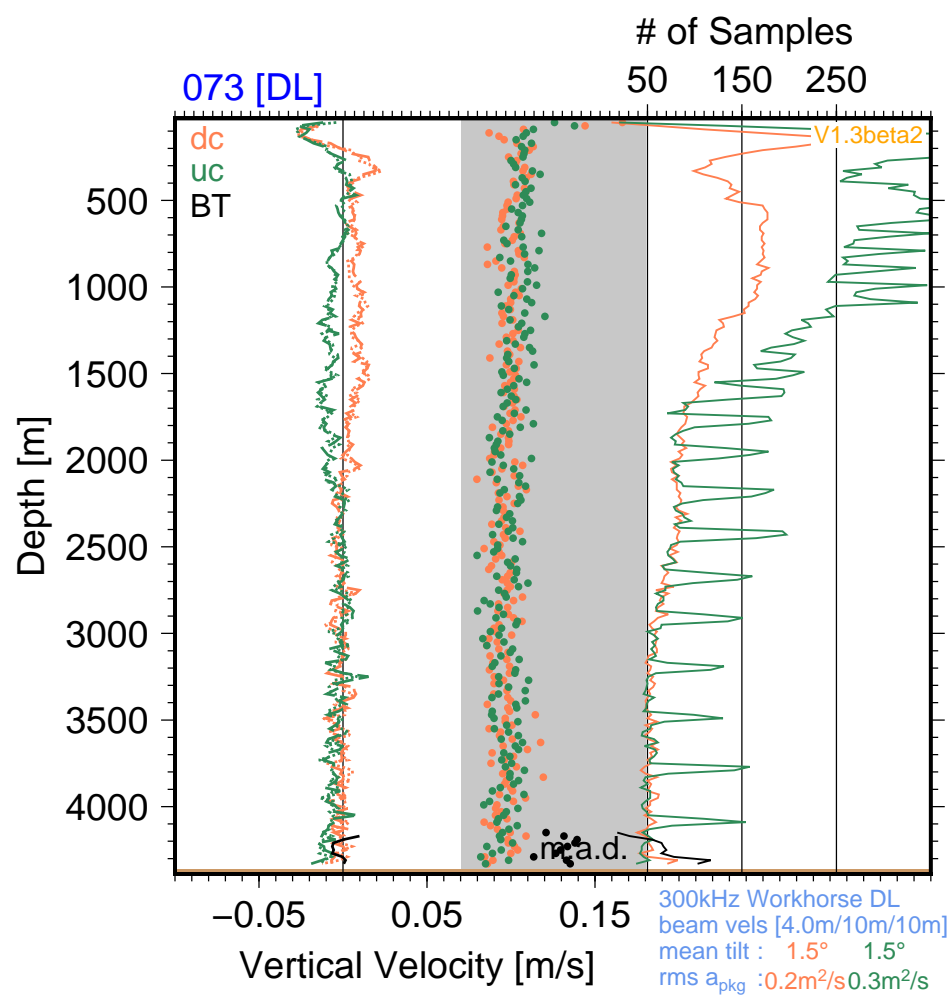 # of Samples
50 150 250
073 [DL]
V1.3beta2
dc
uc
BT
500
1000
1500
2000
2500
3000
3500
4000
Depth [m]
m.a.d.
−0.05 0.05 0.15
Vertical Velocity [m/s]
300kHz Workhorse DL
beam vels [4.0m/10m/10m]
mean tilt : 1.5° 1.5°
rms a_pkg :0.2m²/s 0.3m²/s